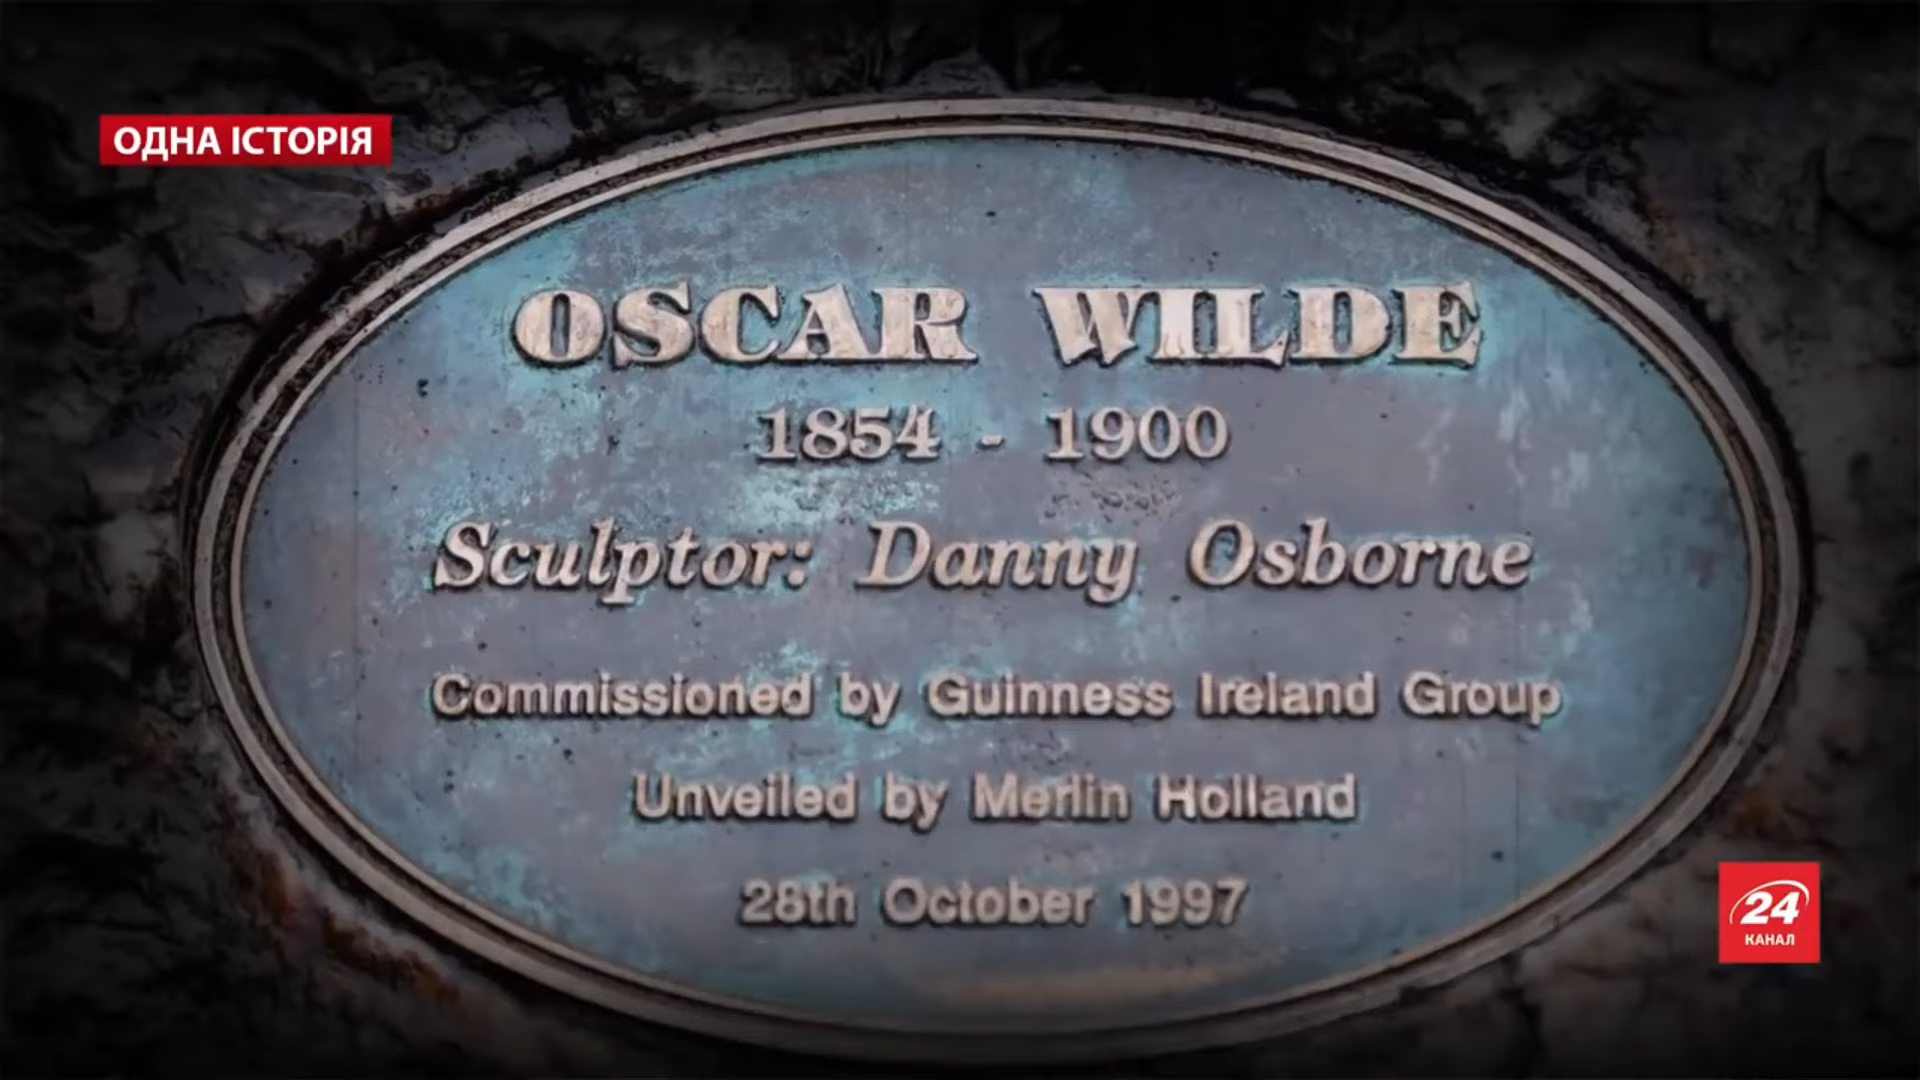 ОДНА ІСТОРІЯ
OSCAR WILDE
1854 - 1900
Sculptor: Danny Osborne
Commissioned by Guinness Ireland Group
Unveiled by Merlin Holland
28th October 1997
24
КАНАЛ